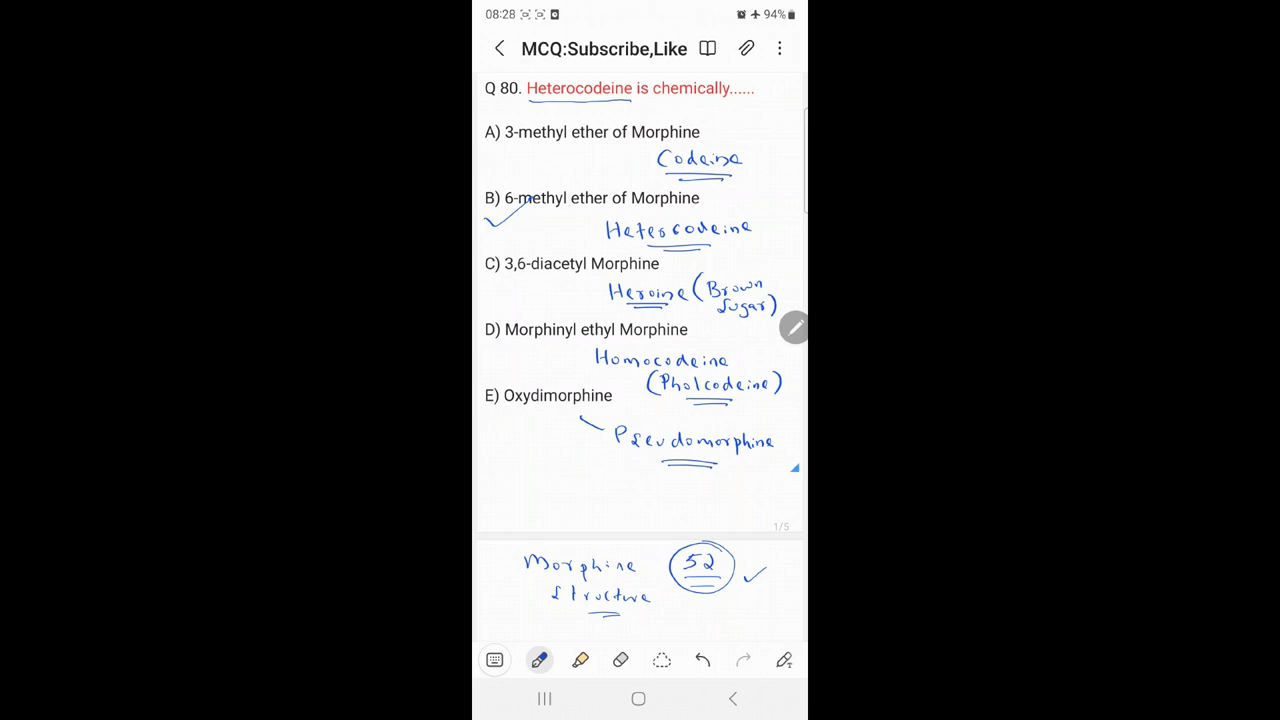 08:28 94%
MCQ:Subscribe,Like
Q 80. Heterocodeine is chemically......
A) 3-methyl ether of Morphine
Codeine
B) 6-methyl ether of Morphine
Heterocodeine
C) 3,6-diacetyl Morphine
Heroine (Brown
Sugar)
D) Morphinyl ethyl Morphine
Homocodeine
(Pholcodeine)
E) Oxydimorphine
Pseudomorphine
1/5
Morphine 52
Structure